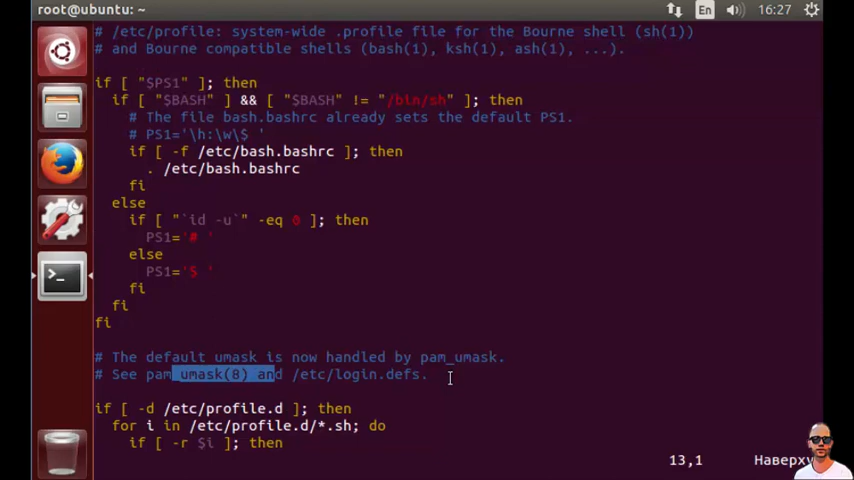 root@ubuntu: ~
En
16:27
# /etc/profile: system-wide .profile file for the Bourne shell (sh(1))
# and Bourne compatible shells (bash(1), ksh(1), ash(1), ...).
if [ "$PS1" ]; then
if [ "$BASH" ] && [ "$BASH" != "/bin/sh" ]; then
# The file bash.bashrc already sets the default PS1.
# PS1='\h:\w\$ '
if [ -f /etc/bash.bashrc ]; then
. /etc/bash.bashrc
fi
else
if [ "`id -u`" -eq 0 ]; then
PS1='# '
else
PS1='$ '
fi
fi
fi
# The default umask is now handled by pam_umask.
# See pam_umask(8) and /etc/login.defs.
if [ -d /etc/profile.d ]; then
for i in /etc/profile.d/*.sh; do
if [ -r $i ]; then
13,1
Наверху